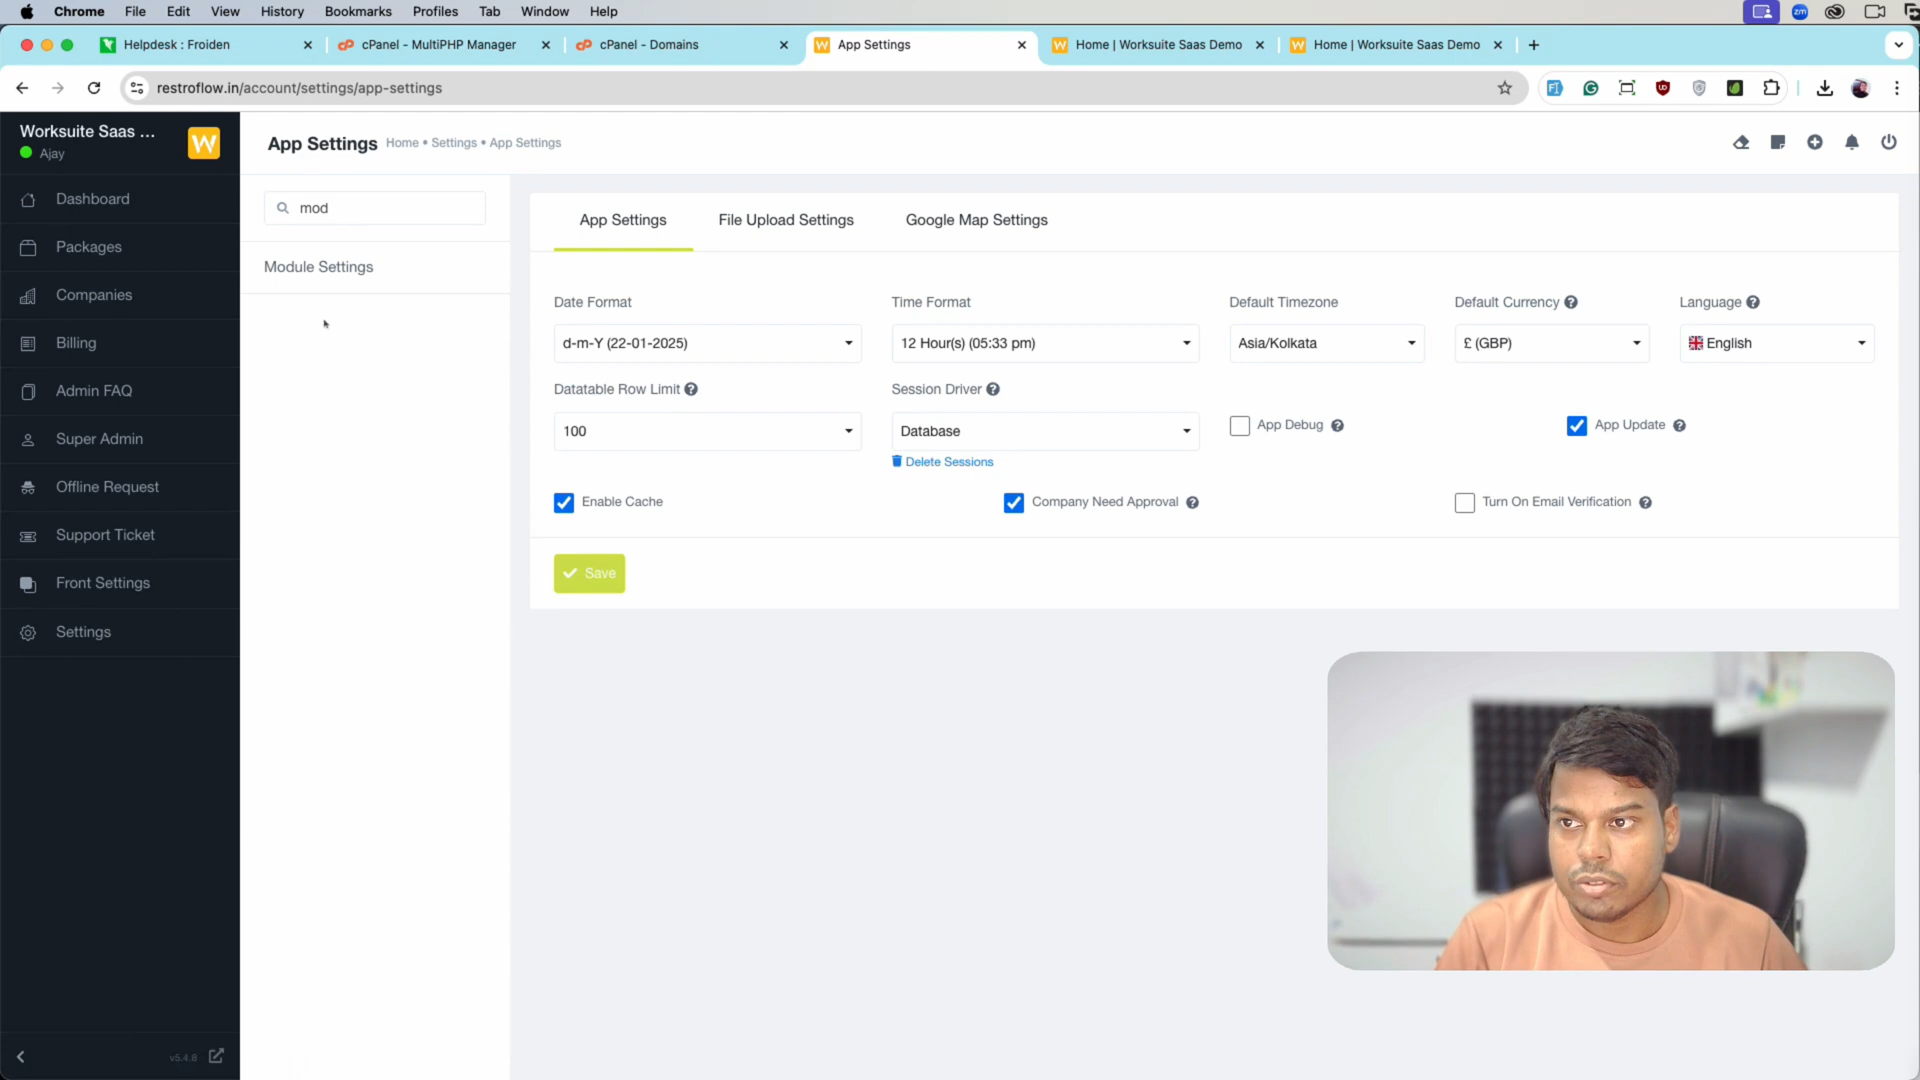 Chrome File Edit View History Bookmarks Profiles Tab Window Help
Helpedesk : Froiden cPanel - MultiPHP Manager cPanel - Domains App Settings Home | Worksuite Saas Demo Home | Worksuite Saas Demo
restroflow.in/account/settings/app-settings
Worksuite Saas ...
Ajay
W
App Settings Home • Settings • App Settings
Dashboard
Packages
Companies
Billing
Admin FAQ
Super Admin
Offline Request
Support Ticket
Front Settings
Settings
v5.4.8
mod
Module Settings
App Settings File Upload Settings Google Map Settings
Date Format Time Format Default Timezone Default Currency Language
d-m-Y (22-01-2025) 12 Hour(s) (05:33 pm) Asia/Kolkata £ (GBP) English
Datatable Row Limit Session Driver
100 Database App Debug App Update
Delete Sessions
Enable Cache Company Need Approval Turn On Email Verification
Save